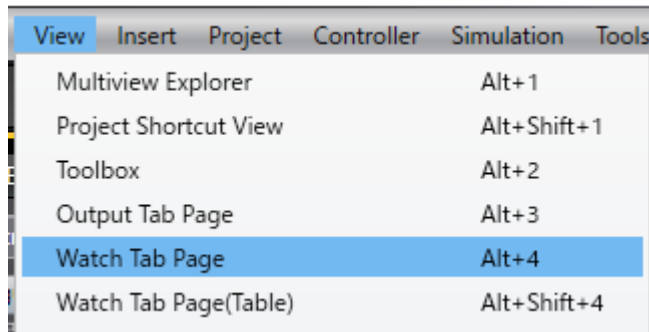 View Insert Project Controller Simulation Tools
Multiview Explorer Alt+1
Project Shortcut View Alt+Shift+1
Toolbox Alt+2
Output Tab Page Alt+3
Watch Tab Page Alt+4
Watch Tab Page(Table) Alt+Shift+4